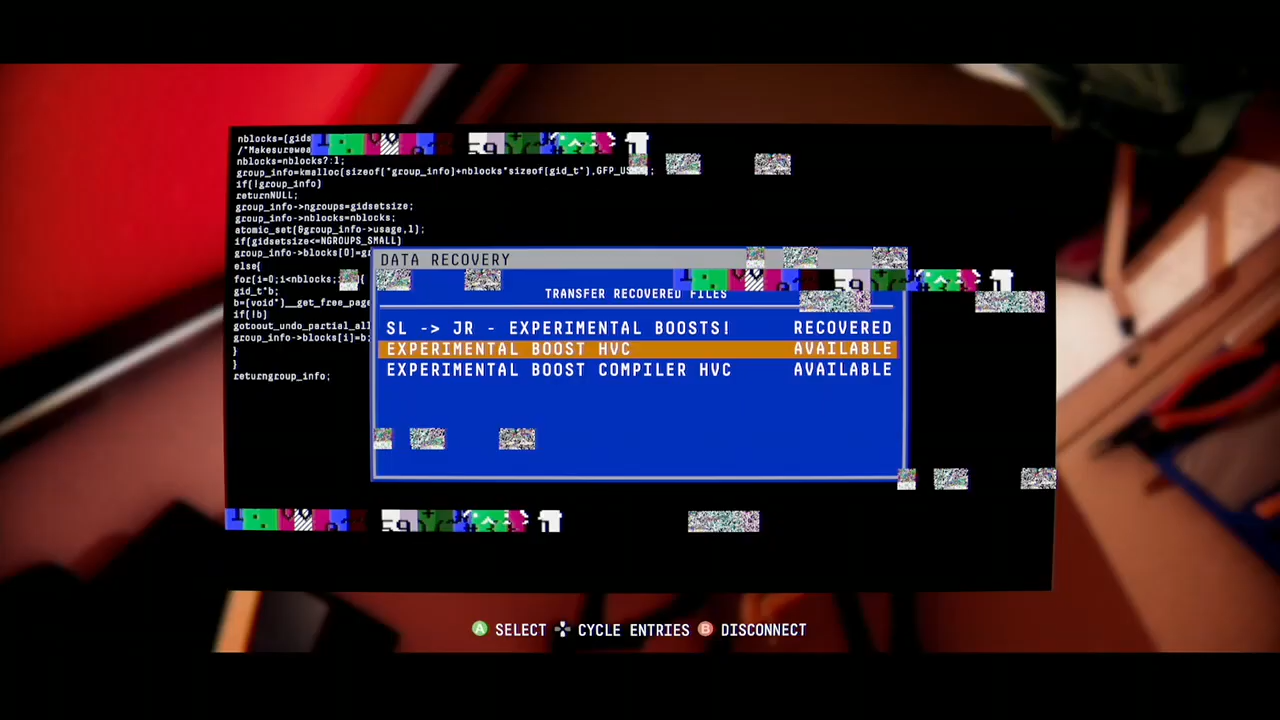 nblocks=(gids
/*Makesurewea
nblocks=nblocks?:1;
group_info=kmalloc(sizeof(*group_info)+nblocks*sizeof(gid_t),GFP_US
if(!group_info)
returnNULL;
group_info->ngroups=gidsetsize;
group_info->nblocks=nblocks;
atomic_set(&group_info->usage,1);
if(gidsetsize<=NGROUPS_SMALL)
group_info->blocks[0]=gr
else{
for(i=0;i<nblocks;
gid_t*b;
b=(void*)__get_free_page
if(!b)
gotoout_undo_partial_all
group_info->blocks[i]=b;
}
}
returngroup_info;
DATA RECOVERY
TRANSFER RECOVERED FILES
SL -> JR - EXPERIMENTAL BOOSTS! RECOVERED
EXPERIMENTAL BOOST HVC AVAILABLE
EXPERIMENTAL BOOST COMPILER HVC AVAILABLE
A SELECT CYCLE ENTRIES B DISCONNECT